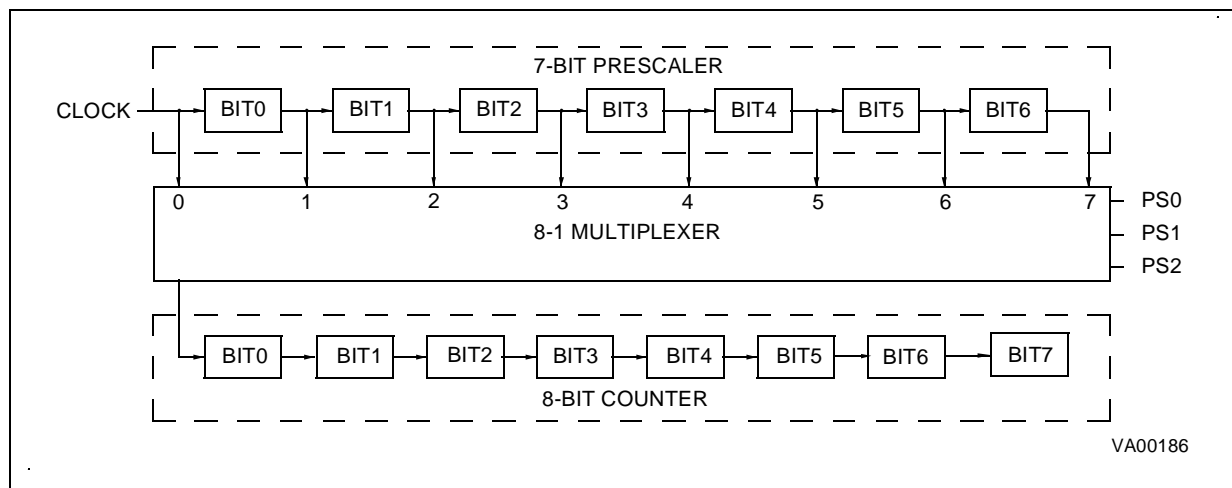 7-BIT PRESCALER
CLOCK BIT0 BIT1 BIT2 BIT3 BIT4 BIT5 BIT6
0 1 2 3 4 5 6 7 PS0
8-1 MULTIPLEXER PS1
PS2
BIT0 BIT1 BIT2 BIT3 BIT4 BIT5 BIT6 BIT7
8-BIT COUNTER
VA00186